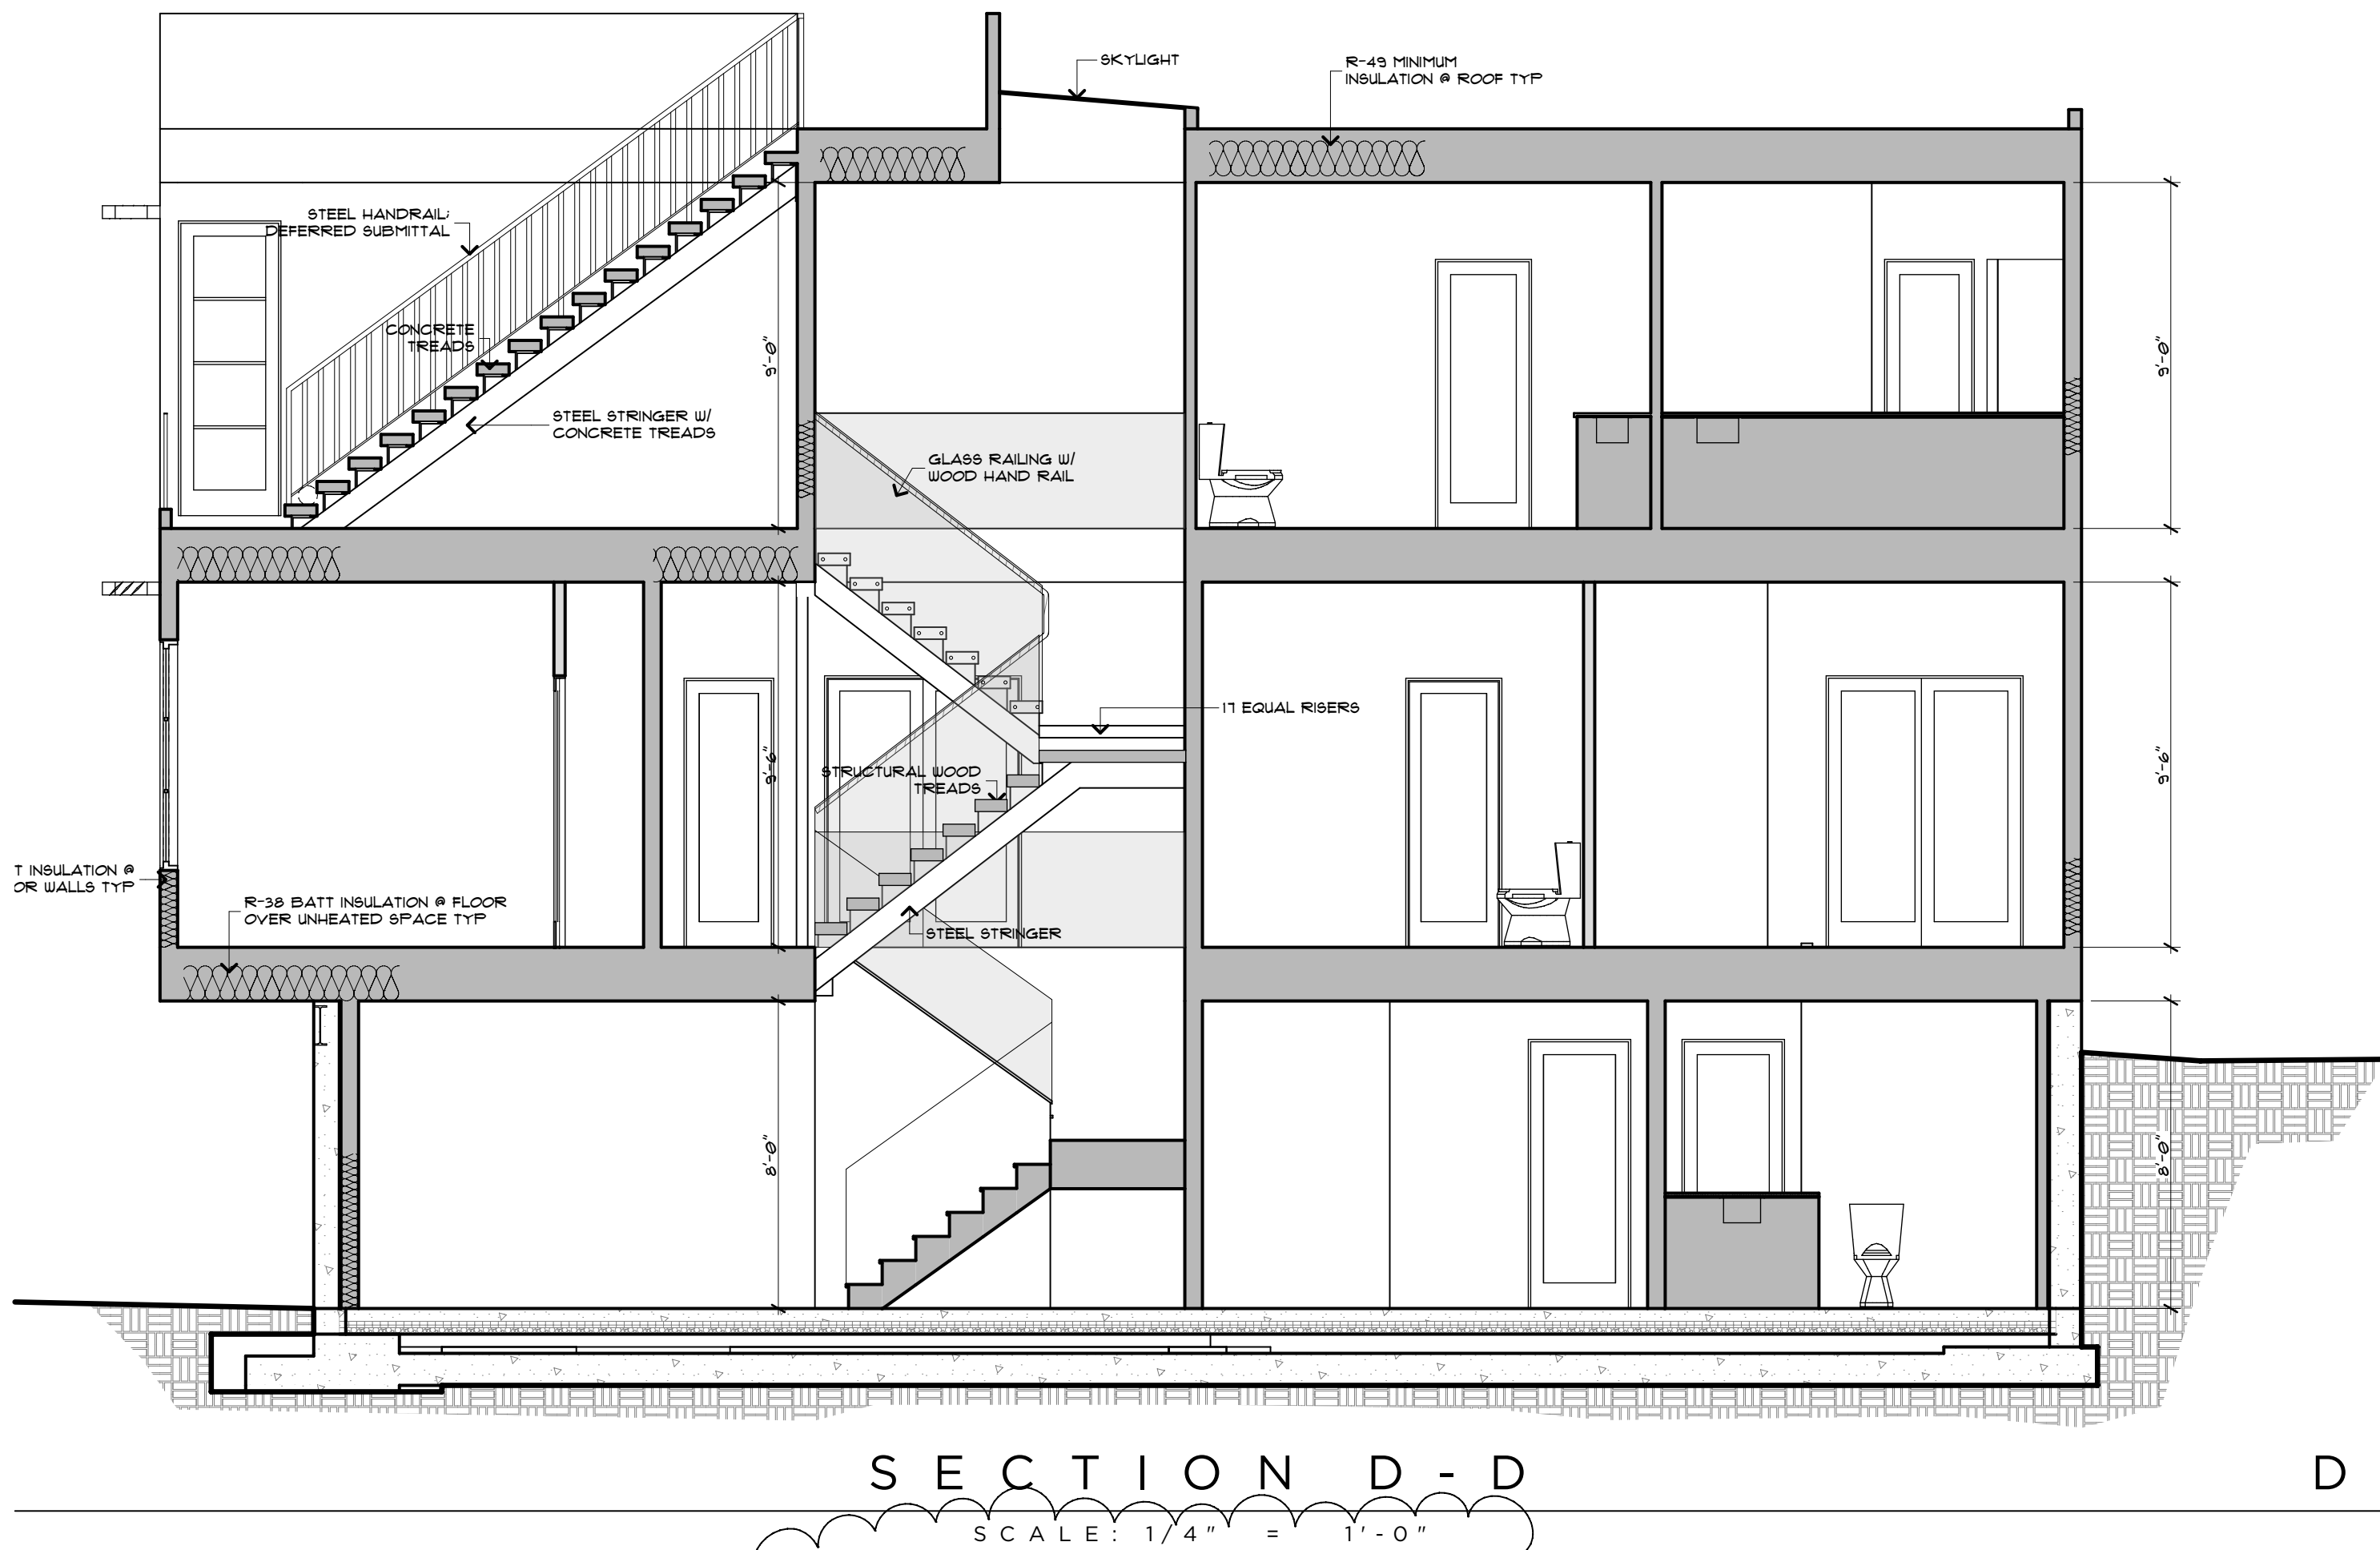 SKYLIGHT
R-49 MINIMUM
INSULATION @ ROOF TYP
STEEL HANDRAIL;
DEFERRED SUBMITTAL
CONCRETE
TREADS
9'-0"
9'-0"
STEEL STRINGER W/
CONCRETE TREADS
GLASS RAILING W/
WOOD HAND RAIL
17 EQUAL RISERS
9'-6"
9'-6"
STRUCTURAL WOOD
TREADS
T INSULATION @
OR WALLS TYP
R-38 BATT INSULATION @ FLOOR
OVER UNHEATED SPACE TYP
STEEL STRINGER
8'-0"
8'-0"
SECTION D-D
D
SCALE: 1/4" = 1'-0"